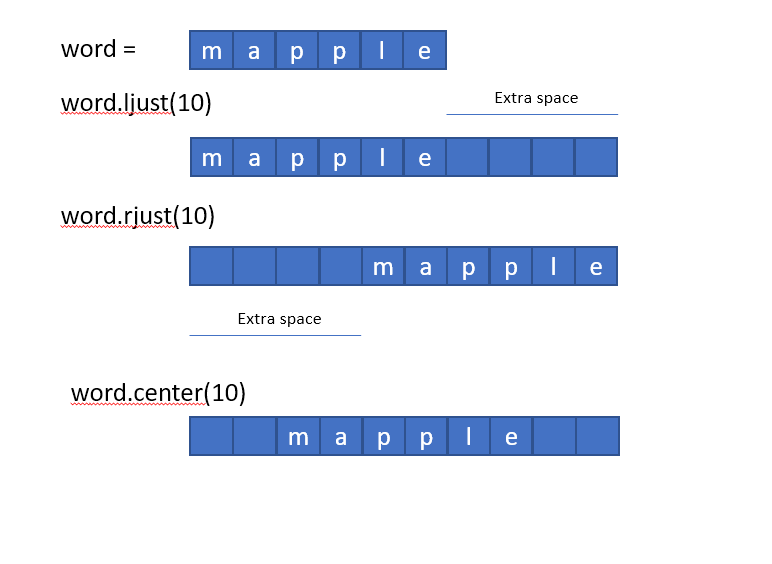 word = m a p p l e
word.ljust(10)
Extra space
m a p p l e
word.rjust(10)
m a p p l e
Extra space
word.center(10)
m a p p l e